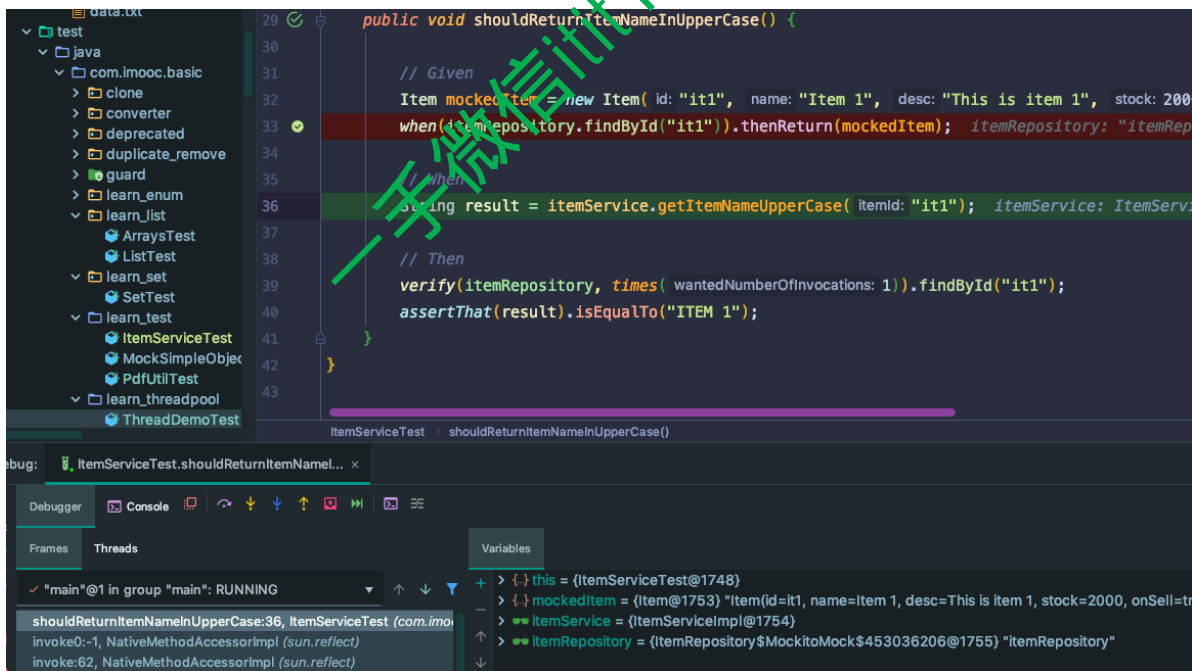 data.txt
test
java
com.imooc.basic
clone
converter
deprecated
duplicate_remove
guard
learn_enum
learn_list
ArraysTest
ListTest
learn_set
SetTest
learn_test
ItemServiceTest
MockSimpleObjec
PdfUtilTest
learn_threadpool
ThreadDemoTest
29 public void shouldReturnItemNameInUpperCase() {
30
31 // Given
32 Item mockedItem = new Item( id: "it1", name: "Item 1", desc: "This is item 1", stock: 200
33 when(itemRepository.findById("it1")).thenReturn(mockedItem); itemRepository: "itemRep
34
35 // When
36 String result = itemService.getItemNameUpperCase( itemId: "it1"); itemService: ItemServi
37
38 // Then
39 verify(itemRepository, times( wantedNumberOfInvocations: 1)).findById("it1");
40 assertThat(result).isEqualTo("ITEM 1");
41 }
42 }
43
一手微信itit
ItemServiceTest > shouldReturnItemNameInUpperCase()
ebug: ItemServiceTest.shouldReturnItemNameI... ×
Debugger Console
Frames Threads
Variables
"main"@1 in group "main": RUNNING
shouldReturnItemNameInUpperCase:36, ItemServiceTest (com.imoo
invoke0:-1, NativeMethodAccessorImpl (sun.reflect)
invoke:62, NativeMethodAccessorImpl (sun.reflect)
this = {ItemServiceTest@1748}
mockedItem = {Item@1753} "Item(id=it1, name=Item 1, desc=This is item 1, stock=2000, onSell=tr
itemService = {ItemServiceImpl@1754}
itemRepository = {ItemRepository$MockitoMock$453036206@1755} "itemRepository"